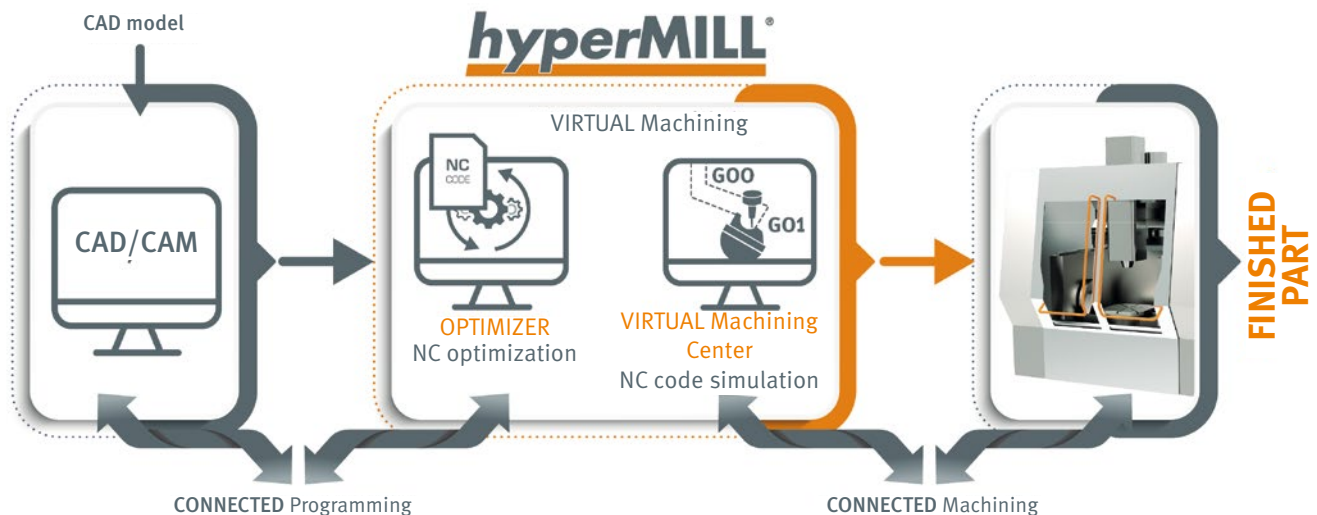 CAD model
hyperMILL®
CAD/CAM
VIRTUAL Machining
NC
CODE
OPTIMIZER
NC optimization
G00
G01
VIRTUAL Machining
Center
NC code simulation
FINISHED
PART
CONNECTED Programming
CONNECTED Machining